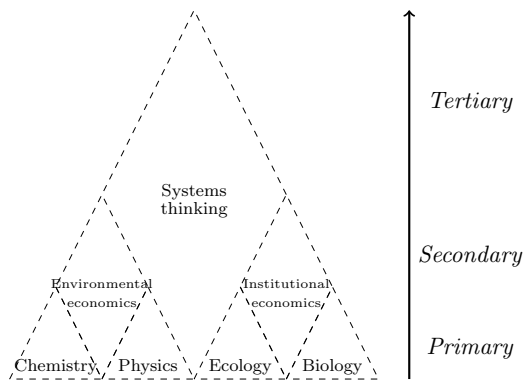 Tertiary
Systems
thinking
Secondary
Environmental
economics
Institutional
economics
Primary
Chemistry
Physics
Ecology
Biology